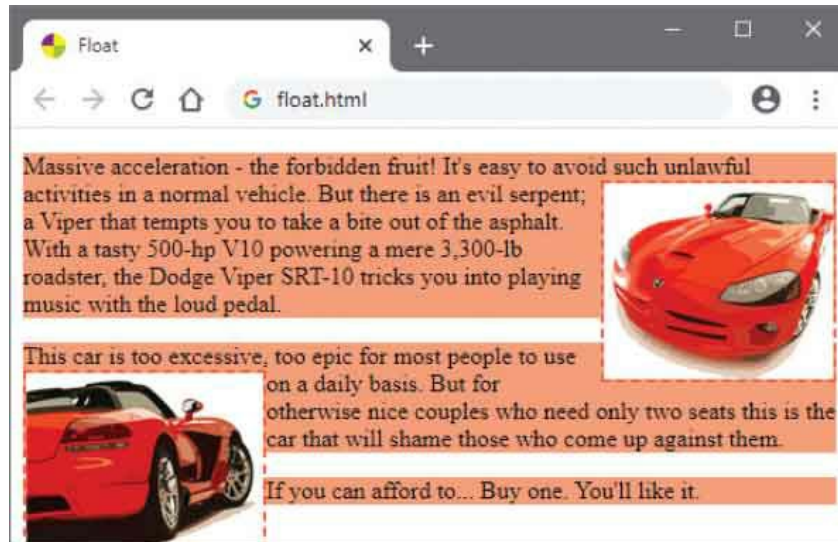 Float
float.html
Massive acceleration - the forbidden fruit! It's easy to avoid such unlawful
activities in a normal vehicle. But there is an evil serpent;
a Viper that tempts you to take a bite out of the asphalt.
With a tasty 500-hp V10 powering a mere 3,300-lb
roadster, the Dodge Viper SRT-10 tricks you into playing
music with the loud pedal.
This car is too excessive, too epic for most people to use
on a daily basis. But for
otherwise nice couples who need only two seats this is the
car that will shame those who come up against them.
If you can afford to... Buy one. You'll like it.